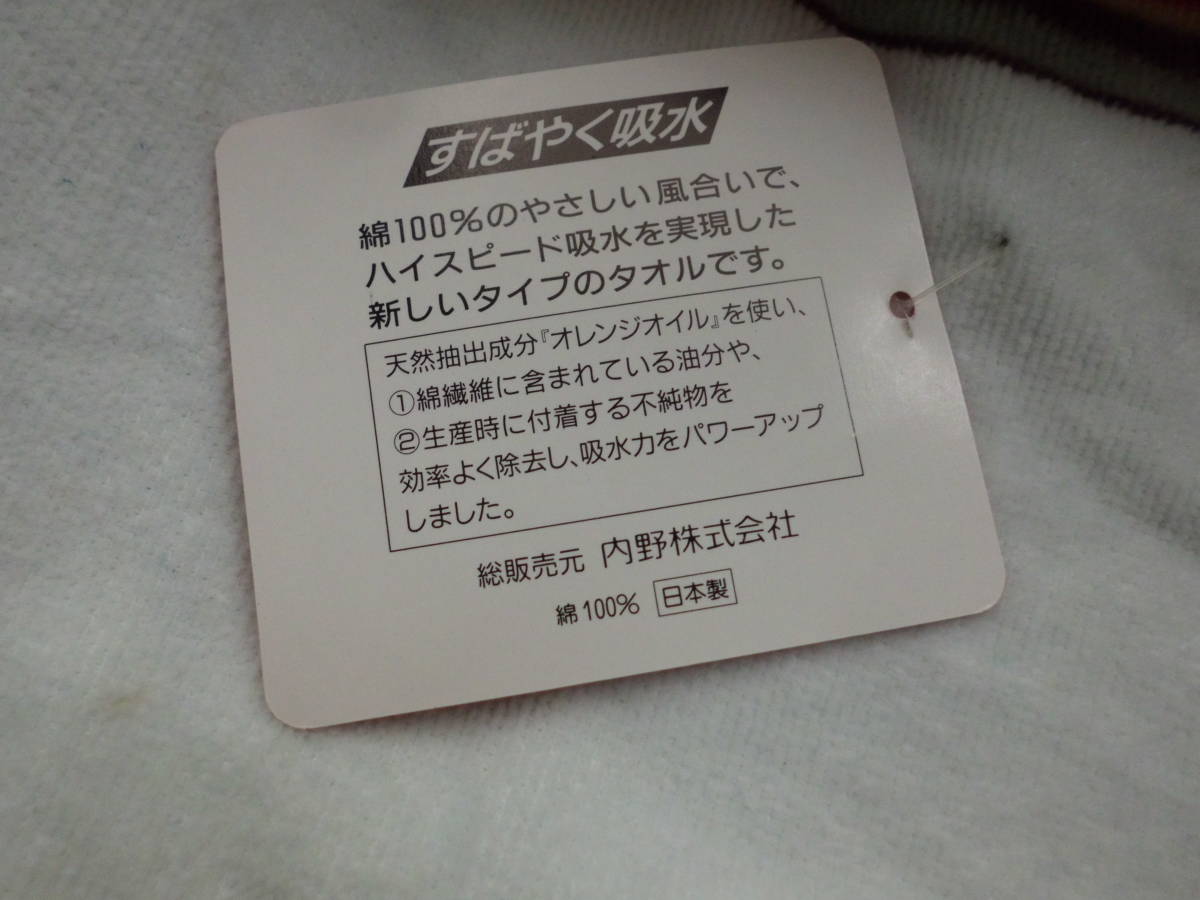 すばやく吸水
綿100%のやさしい風合いで、
ハイスピード吸水を実現した
新しいタイプのタオルです。
天然抽出成分『オレンジオイル』を使い、
①綿繊維に含まれている油分や、
②生産時に付着する不純物を
効率よく除去し、吸水力をパワーアップ
しました。
総販売元 内野株式会社
綿100% 日本製